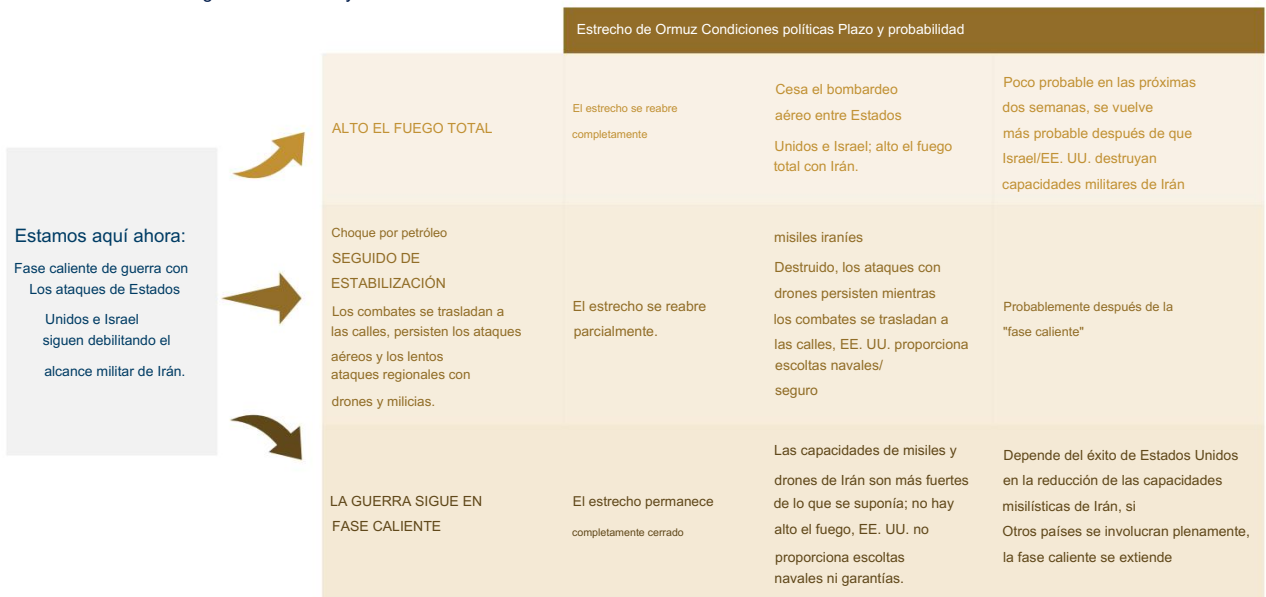 Estrecho de Ormuz Condiciones políticas Plazo y probabilidad
Estamos aquí ahora:
Fase caliente de guerra con
Los ataques de Estados
Unidos e Israel
siguen debilitando el
alcance militar de Irán.
ALTO EL FUEGO TOTAL
El estrecho se reabre
completamente
Cesa el bombardeo
aéreo entre Estados
Unidos e Israel; alto el fuego
total con Irán.
Poco probable en las próximas
dos semanas, se vuelve
más probable después de que
Israel/EE. UU. destruyan
capacidades militares de Irán
Choque por petróleo
SEGUIDO DE
ESTABILIZACIÓN
Los combates se trasladan a
las calles, persisten los ataques
aéreos y los lentos
ataques regionales con
drones y milicias.
El estrecho se reabre
parcialmente.
misiles iraníes
Destruido, los ataques con
drones persisten mientras
los combates se trasladan a
las calles, EE. UU. proporciona
escoltas navales/
seguro
Probablemente después de la
"fase caliente"
LA GUERRA SIGUE EN
FASE CALIENTE
El estrecho permanece
completamente cerrado
Las capacidades de misiles y
drones de Irán son más fuertes
de lo que se suponía; no hay
alto el fuego, EE. UU. no
proporciona escoltas
navales ni garantías.
Depende del éxito de Estados Unidos
en la reducción de las capacidades
misilísticas de Irán, si
Otros países se involucran plenamente,
la fase caliente se extiende